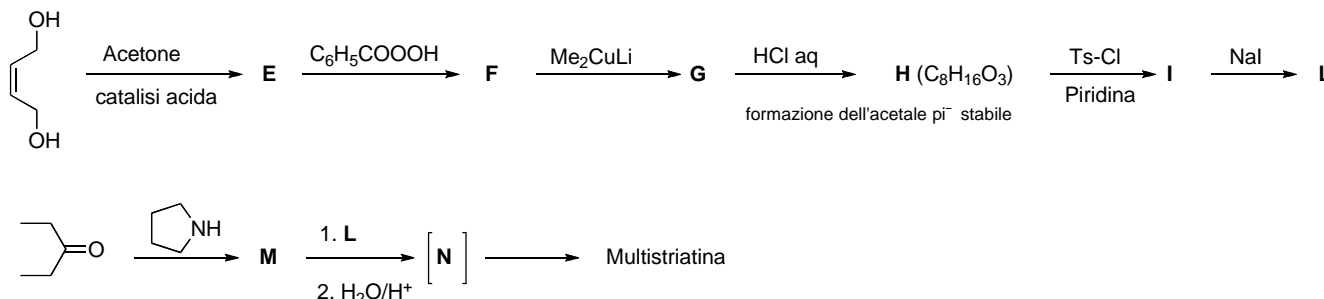 OH
OH
Acetone
catalisi acida
E
C6H5COOOH
F
Me2CuLi
G
HCl aq
H (C8H16O3)
formazione dell'acetale pi¯ stabile
Ts-Cl
Piridina
I
NaI
L
O
NH
M
1. L
2. H2O/H+
[N]
Multistriatina